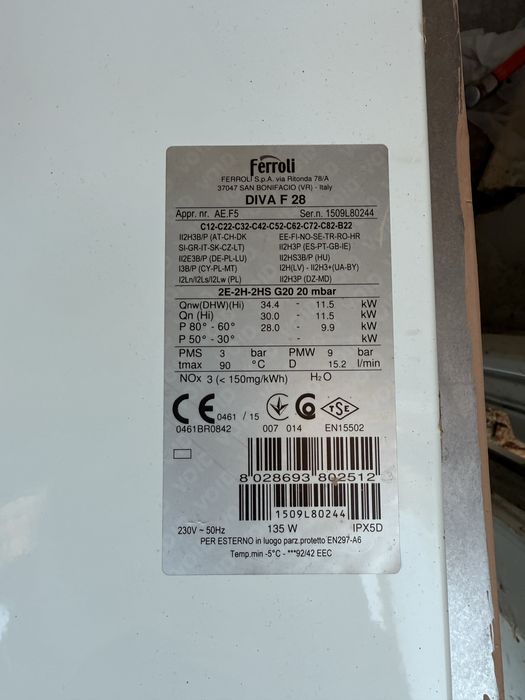 Ferroli
FERROLI S.p.A. via Ritonda 78/A
37047 SAN BONIFACIO (VR) - Italy
DIVA F 28
Appr. nr. AE.F5 Ser.n. 1509L80244
C12-C22-C32-C42-C52-C62-C72-C82-B22
II2H3B/P (AT-CH-DK EE-FI-NO-SE-TR-RO-HR
SI-GR-IT-SK-CZ-LT) II2H3P (ES-PT-GB-IE)
II2E3B/P (DE-PL-LU) II2HS3B/P (HU)
I3B/P (CY-PL-MT) I2H(LV) - II2H3+(UA-BY)
I2Ln/I2Ls/I2Lw (PL) II2H3P (DZ-MD)
2E-2H-2HS G20 20 mbar
Qnw(DHW)(Hi) 34.4 - 11.5 kW
Qn (Hi) 30.0 - 11.5 kW
P 80° - 60° 28.0 - 9.9 kW
P 50° - 30° - kW
PMS 3 bar PMW 9 bar
tmax 90 °C D 15.2 l/min
NOx 3 (< 150mg/kWh) H2O
CE 0461 / 15 TSE
0461BR0842 007 014 EN15502
8 028693 802512
1509L80244
230V ~ 50Hz 135 W IPX5D
PER ESTERNO in luogo parz.protetto EN297-A6
Temp.min -5°C - ***92/42 EEC